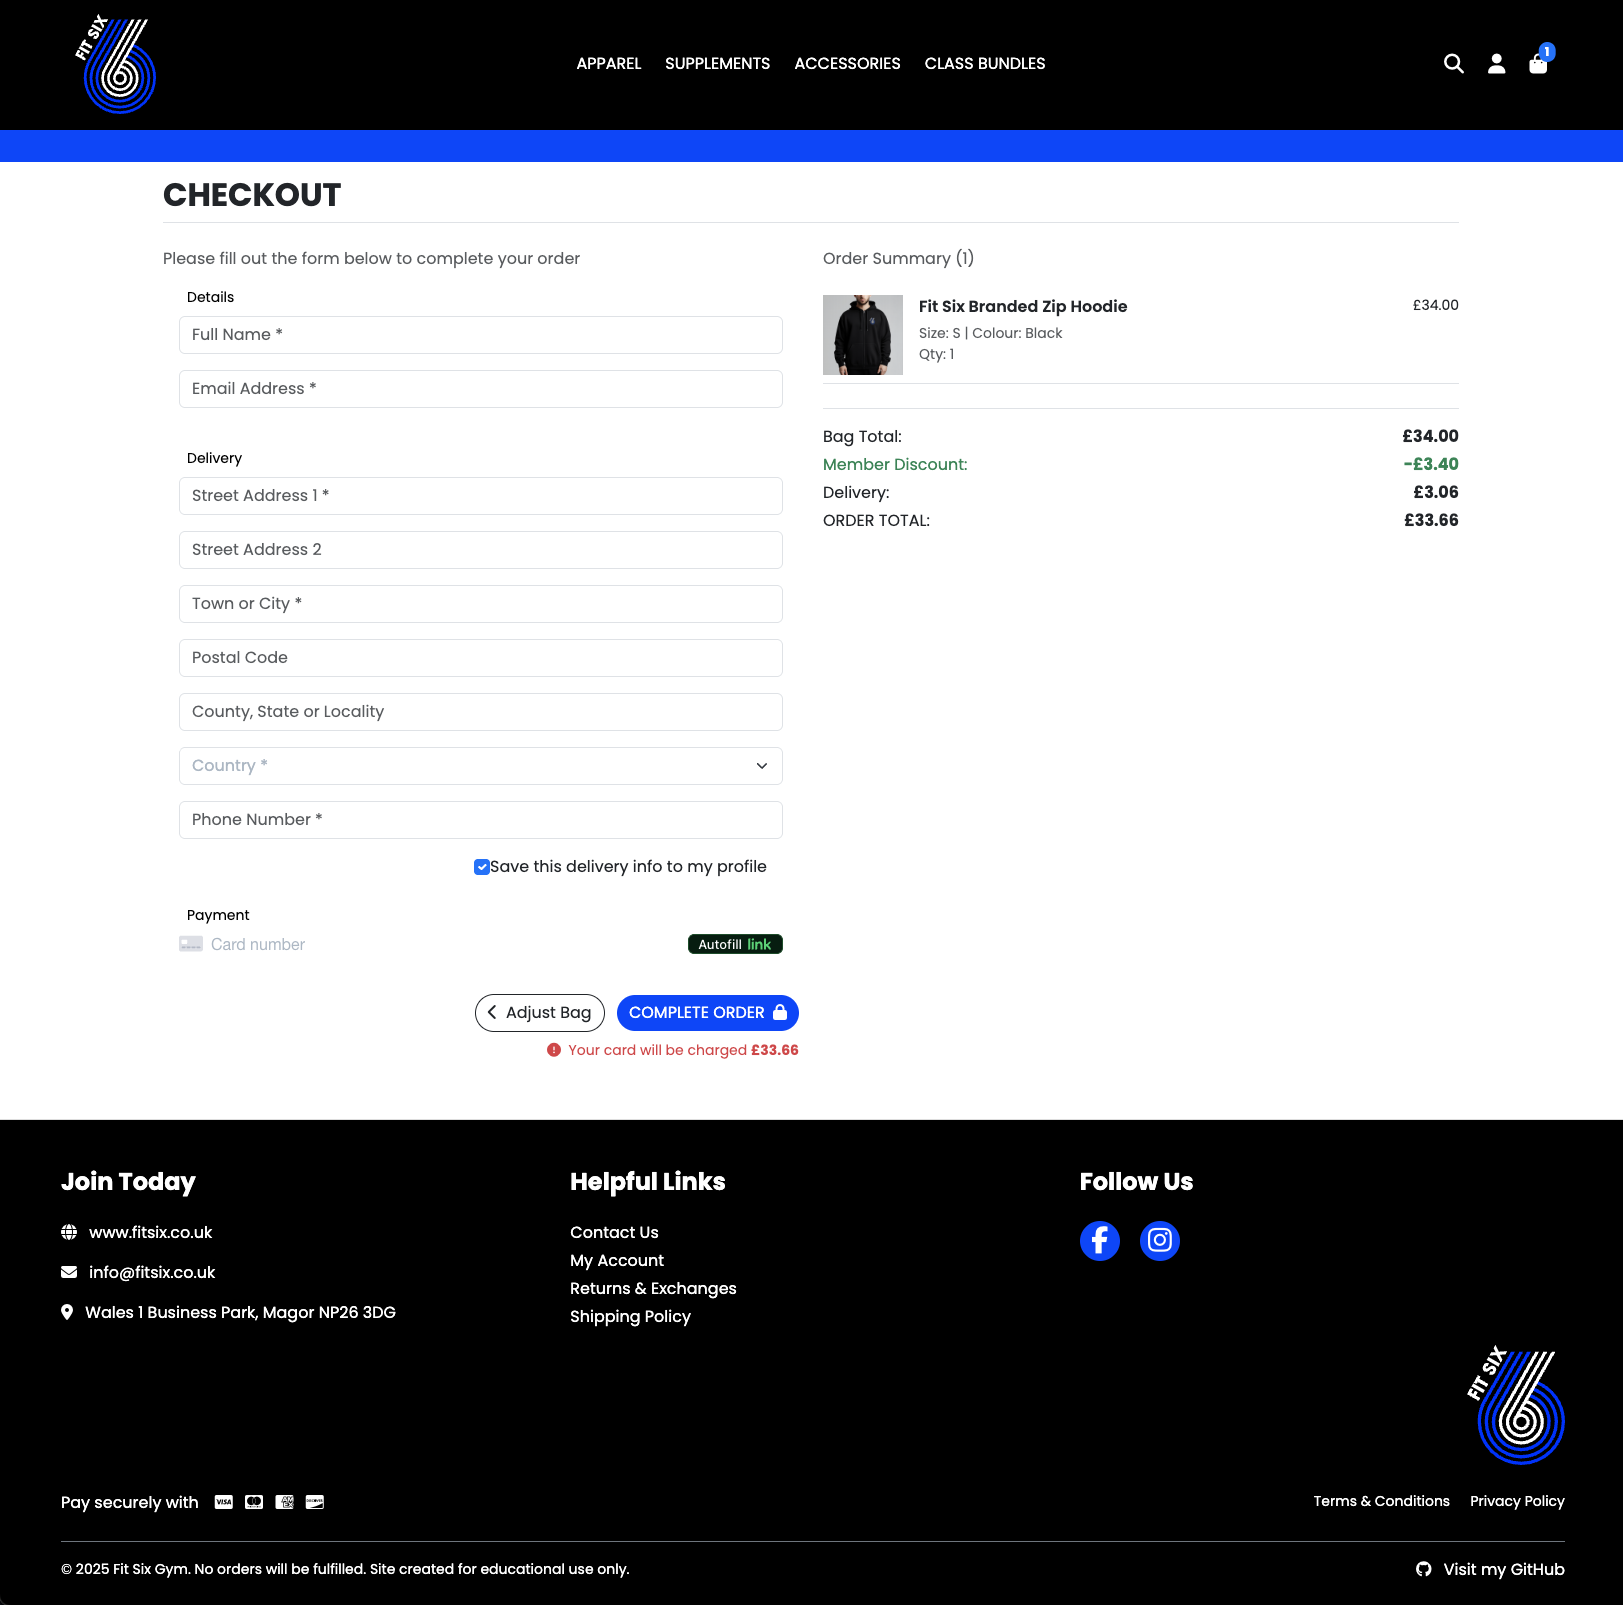 FIT SIX
APPAREL SUPPLEMENTS ACCESSORIES CLASS BUNDLES
1
CHECKOUT
Please fill out the form below to complete your order
Details
Full Name *
Email Address *
Delivery
Street Address 1 *
Street Address 2
Town or City *
Postal Code
County, State or Locality
Country *
Phone Number *
Save this delivery info to my profile
Payment
Card number
Autofill link
Adjust Bag
COMPLETE ORDER
Your card will be charged £33.66
Order Summary (1)
Fit Six Branded Zip Hoodie £34.00
Size: S | Colour: Black
Qty: 1
Bag Total: £34.00
Member Discount: -£3.40
Delivery: £3.06
ORDER TOTAL: £33.66
Join Today
www.fitsix.co.uk
info@fitsix.co.uk
Wales 1 Business Park, Magor NP26 3DG
Helpful Links
Contact Us
My Account
Returns & Exchanges
Shipping Policy
Follow Us
FIT SIX
Pay securely with VISA AMEX DISCOVER
Terms & Conditions Privacy Policy
© 2025 Fit Six Gym. No orders will be fulfilled. Site created for educational use only.
Visit my GitHub